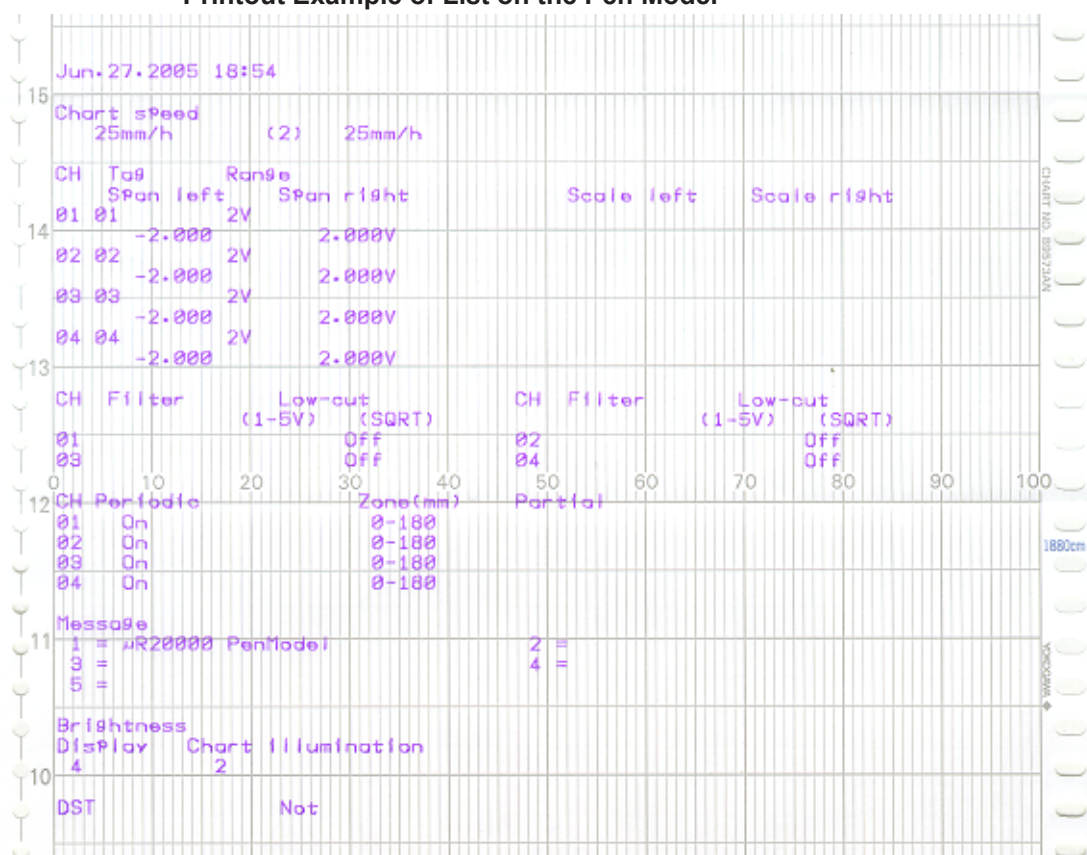 Printout Example of List on the Pen Model
Jun.27.2005 18:54
15
Chart speed
25mm/h (2) 25mm/h
CH Tag Range
Span left Span right Scale left Scale right
01 01 2V
14
-2.000 2.000V
02 02 2V
-2.000 2.000V
03 03 2V
-2.000 2.000V
04 04 2V
-2.000 2.000V
13
CHART NO. B9573AN
CH Filter Low-cut CH Filter Low-cut
(1-5V) (SQRT) (1-5V) (SQRT)
01 Off 02 Off
03 Off 04 Off
0 10 20 30 40 50 60 70 80 90 100
12
CH Periodic Zone(mm) Partial
01 On 0-180
02 On 0-180
03 On 0-180
04 On 0-180
1880cm
Message
11
1 = µR20000 PenModel 2 =
3 = 4 =
5 =
YOKOGAWA ◆
Brightness
Display Chart illumination
4 2
10
DST Not